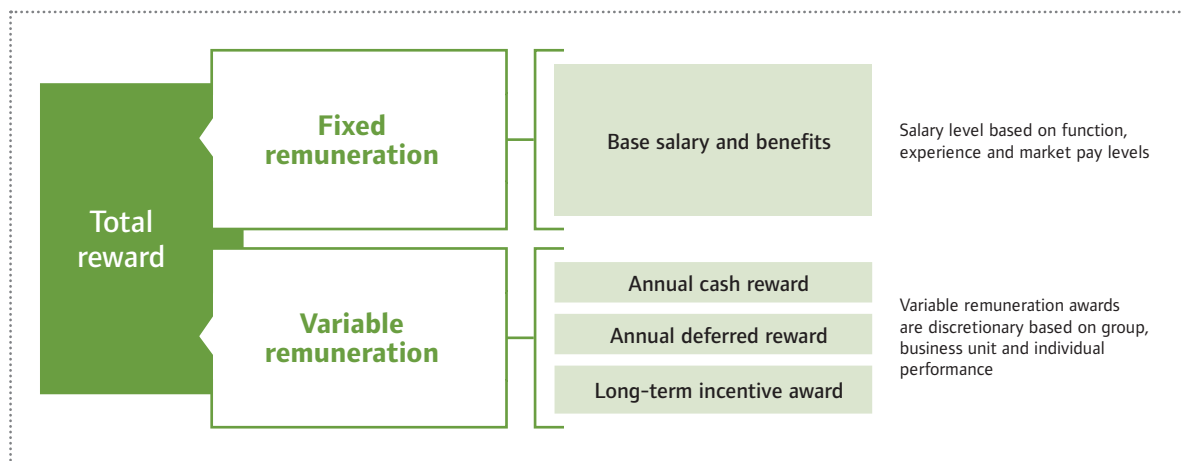 Total
reward
Fixed
remuneration
Base salary and benefits
Salary level based on function,
experience and market pay levels
Variable
remuneration
Annual cash reward
Annual deferred reward
Long-term incentive award
Variable remuneration awards
are discretionary based on group,
business unit and individual
performance